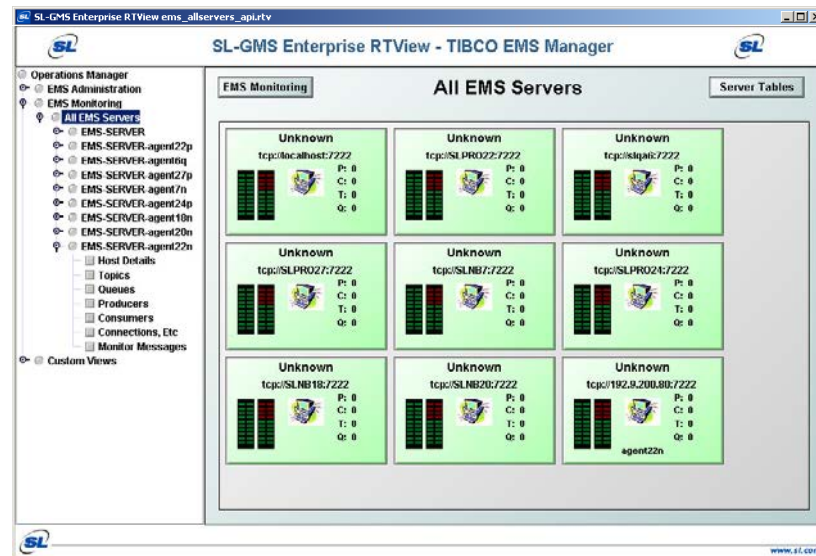 SL-GMS Enterprise RTView ems_allservers_api.rtv
SL
SL-GMS Enterprise RTView - TIBCO EMS Manager
SL
Operations Manager
EMS Administration
EMS Monitoring
All EMS Servers
EMS-SERVER
EMS-SERVER-agent22p
EMS-SERVER-agent6q
EMS-SERVER-agent27p
EMS-SERVER-agent7n
EMS-SERVER-agent24p
EMS-SERVER-agent18n
EMS-SERVER-agent20n
EMS-SERVER-agent22n
Host Details
Topics
Queues
Producers
Consumers
Connections, Etc
Monitor Messages
Custom Views
EMS Monitoring
All EMS Servers
Server Tables
Unknown
tcp://localhost:7222
P: 0
C: 0
T: 0
Q: 0
Unknown
tcp://SLPRO22:7222
P: 0
C: 0
T: 0
Q: 0
Unknown
tcp://slqa6:7222
P: 0
C: 0
T: 0
Q: 0
Unknown
tcp://SLPRO27:7222
P: 0
C: 0
T: 0
Q: 0
Unknown
tcp://SLNB7:7222
P: 0
C: 0
T: 0
Q: 0
Unknown
tcp://SLPRO24:7222
P: 0
C: 0
T: 0
Q: 0
Unknown
tcp://SLNB18:7222
P: 0
C: 0
T: 0
Q: 0
Unknown
tcp://SLNB20:7222
P: 0
C: 0
T: 0
Q: 0
Unknown
tcp://192.9.200.80:7222
P: 0
C: 0
T: 0
Q: 0
agent22n
SL
www.sl.com